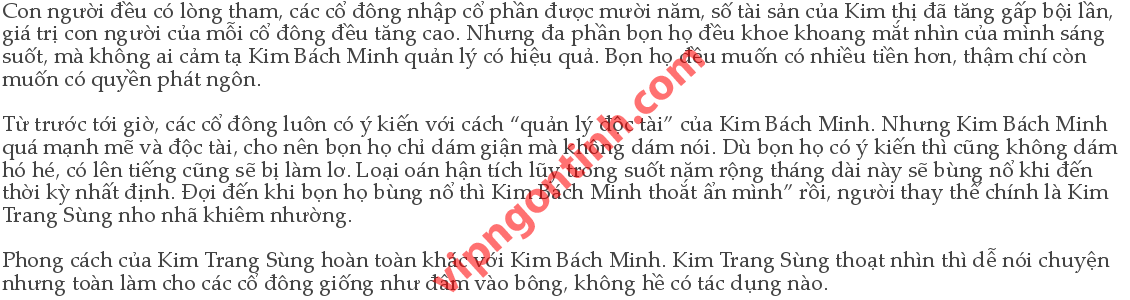 Con người đều có lòng tham, các cổ đông nhập cổ phần được mười năm, số tài sản của Kim thị đã tăng gấp bội lần,
giá trị con người của mỗi cổ đông đều tăng cao. Nhưng đa phần bọn họ đều khoe khoang mắt nhìn của mình sáng
suốt, mà không ai cảm tạ Kim Bách Minh quản lý có hiệu quả. Bọn họ đều muốn có nhiều tiền hơn, thậm chí còn
muốn có quyền phát ngôn.
Từ trước tới giờ, các cổ đông luôn có ý kiến với cách “quản lý độc tài” của Kim Bách Minh. Nhưng Kim Bách Minh
quá mạnh mẽ và độc tài, cho nên bọn họ chỉ dám giận mà không dám nói. Dù bọn họ có ý kiến thì cũng không dám
hó hé, có lên tiếng cũng sẽ bị làm lơ. Loại oán hận tích lũy trong suốt năm rộng tháng dài này sẽ bùng nổ khi đến
thời kỳ nhất định. Đợi đến khi bọn họ bùng nổ thì Kim Bách Minh thoắt ẩn mình” rồi, người thay thế chính là Kim
Trang Sùng nho nhã khiêm nhường.
Phong cách của Kim Trang Sùng hoàn toàn khác với Kim Bách Minh. Kim Trang Sùng thoạt nhìn thì dễ nói chuyện
nhưng toàn làm cho các cổ đông giống như đấm vào bông, không hề có tác dụng nào.
vipngontinh.com